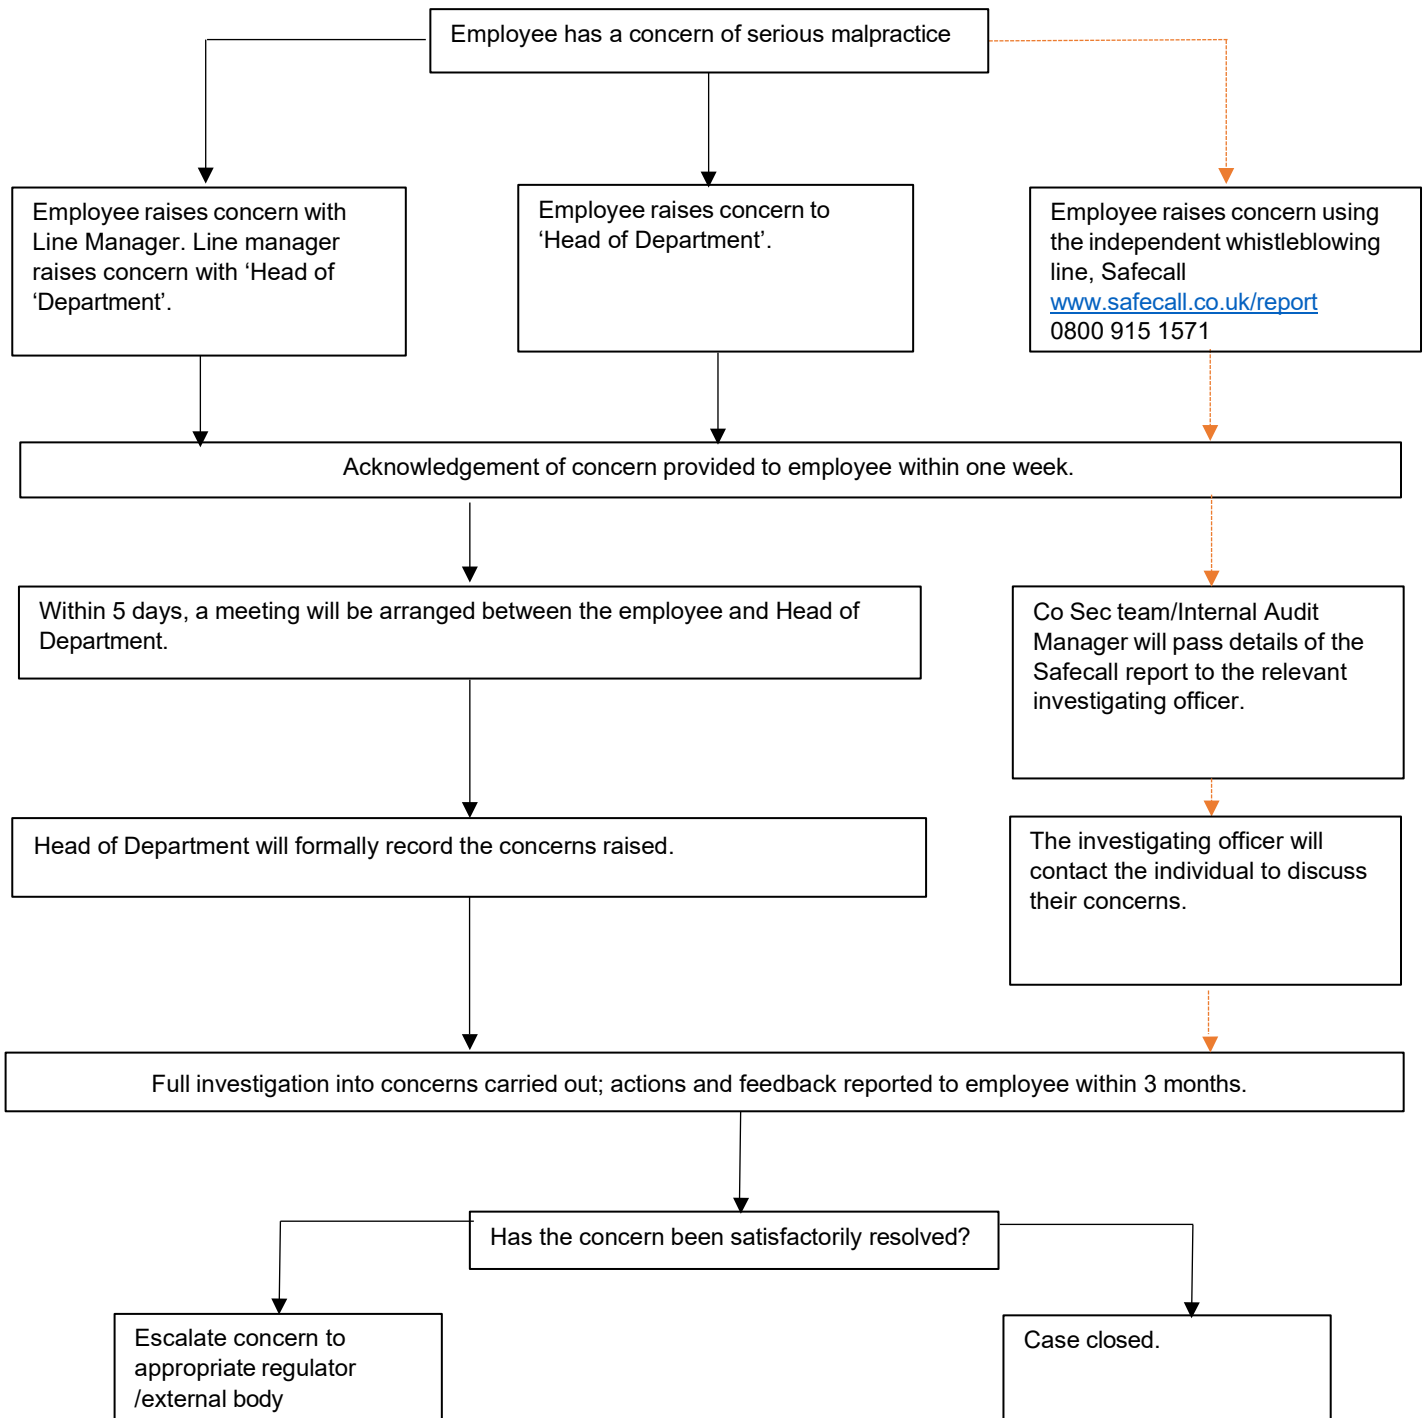 Employee has a concern of serious malpractice
Employee raises concern with
Line Manager. Line manager
raises concern with ‘Head of
‘Department’.
Employee raises concern to
‘Head of Department’.
Employee raises concern using
the independent whistleblowing
line, Safecall
www.safecall.co.uk/report
0800 915 1571
Acknowledgement of concern provided to employee within one week.
Within 5 days, a meeting will be arranged between the employee and Head of
Department.
Co Sec team/Internal Audit
Manager will pass details of the
Safecall report to the relevant
investigating officer.
Head of Department will formally record the concerns raised.
The investigating officer will
contact the individual to discuss
their concerns.
Full investigation into concerns carried out; actions and feedback reported to employee within 3 months.
Has the concern been satisfactorily resolved?
Escalate concern to
appropriate regulator
/external body
Case closed.